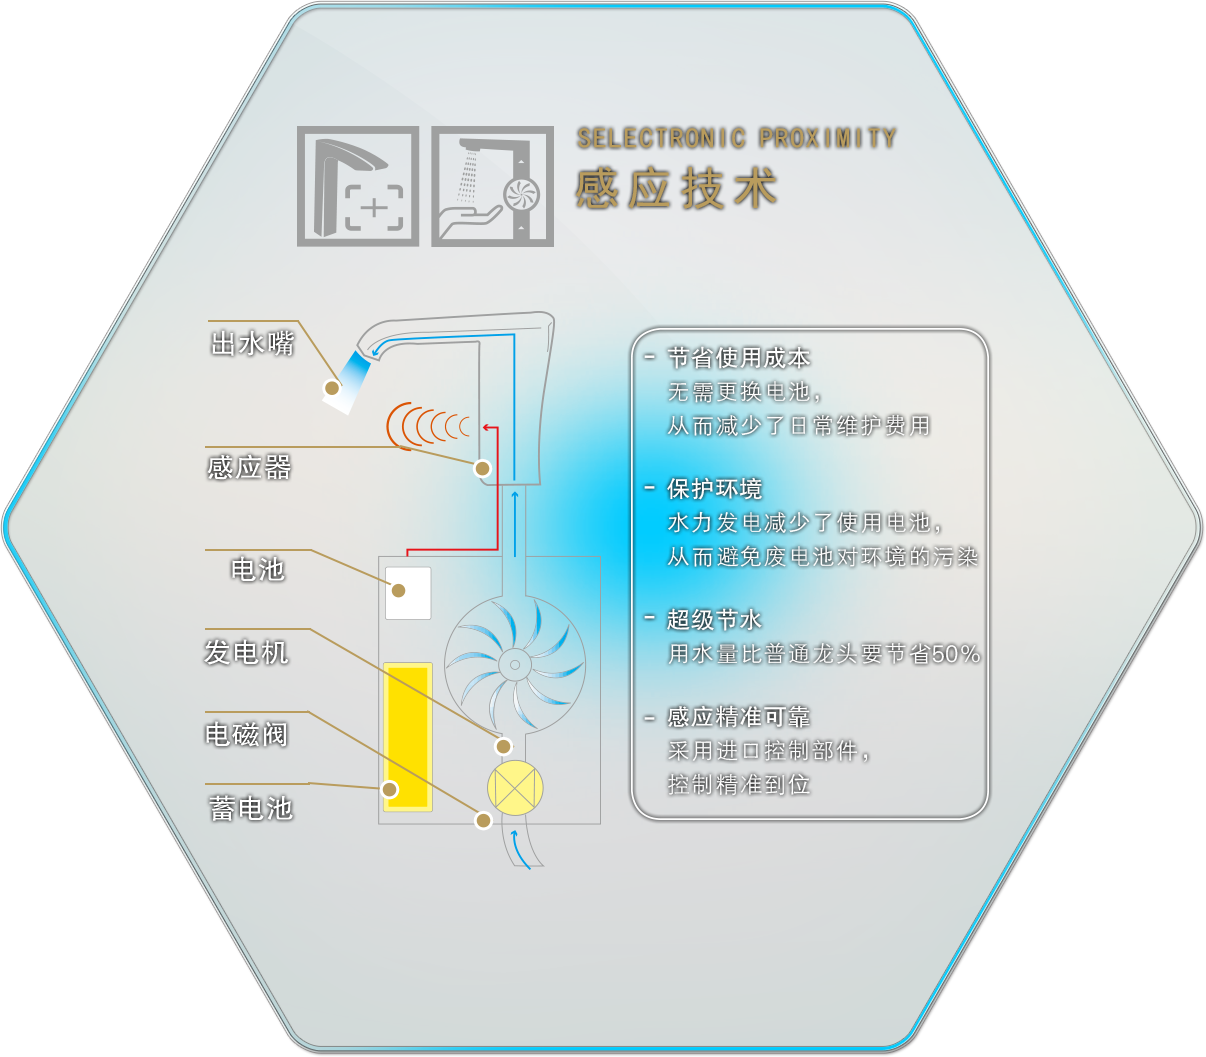 SELECTRONIC PROXIMITY
感应技术
出水嘴
感应器
电池
发电机
电磁阀
蓄电池
- 节省使用成本
无需更换电池，
从而减少了日常维护费用
- 保护环境
水力发电减少了使用电池，
从而避免废电池对环境的污染
- 超级节水
用水量比普通龙头要节省50%
- 感应精准可靠
采用进口控制部件，
控制精准到位